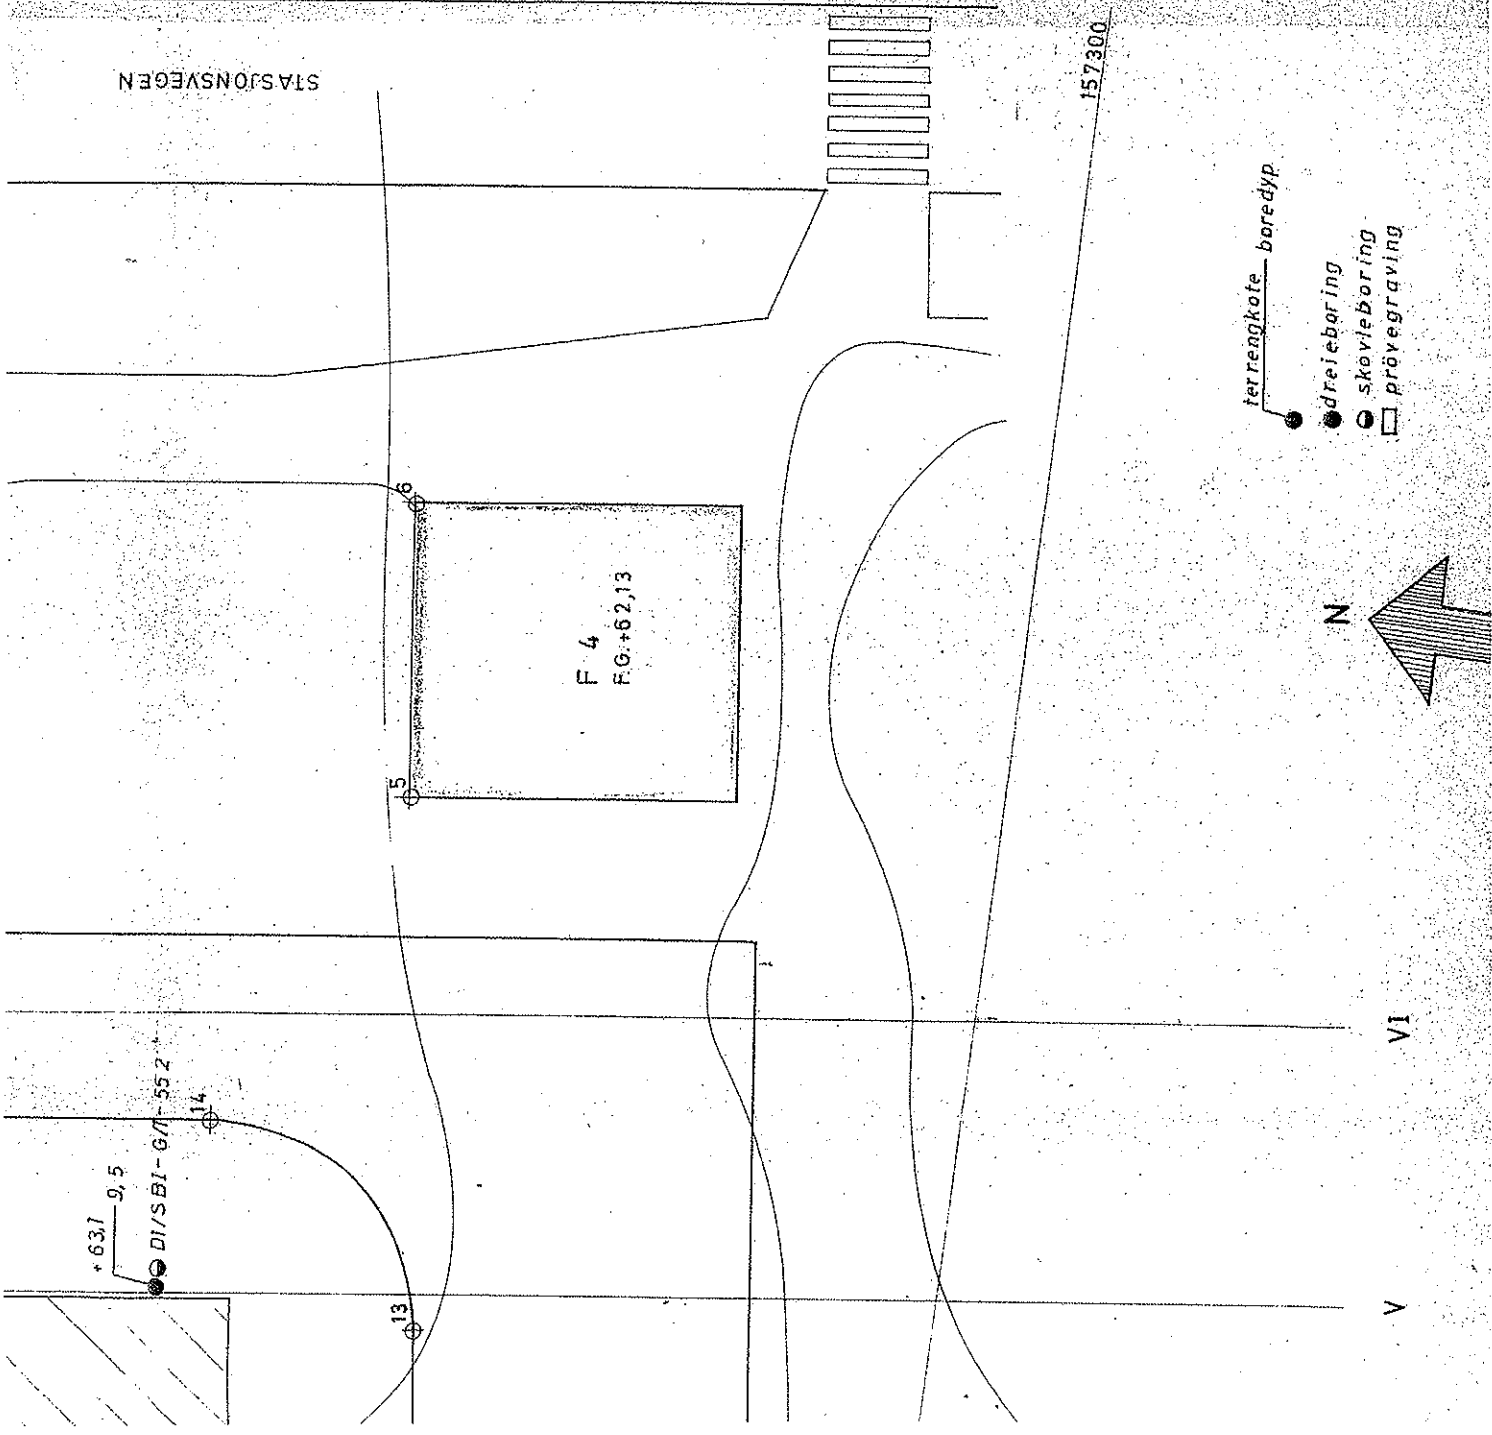 STASJONSVEGEN
157300
terrengkote
boredyp
dreieboring
skovleboring
prövegraving
6
5
F 4
F.G. +62,13
N
14
+63,1
9,5
DI/SBI-G/T-55 2
13
VI
V